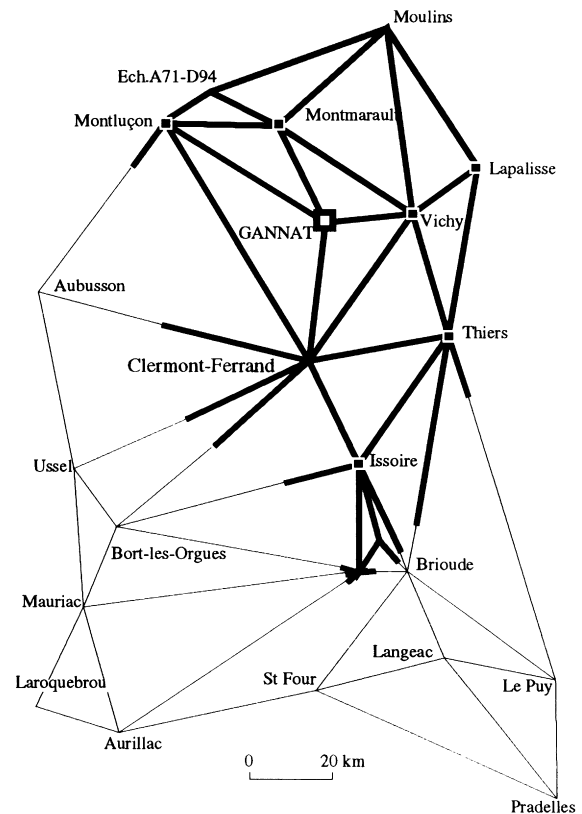 Moulins
Ech.A71-D94
Montluçon
Montmarault
Lapalisse
Vichy
GANNAT
Aubusson
Thiers
Clermont-Ferrand
Issoire
Ussel
Bort-les-Orgues
Brioude
Mauriac
Langeac
St Four
Laroquebrou
Le Puy
Aurillac
0 20 km
Pradelles